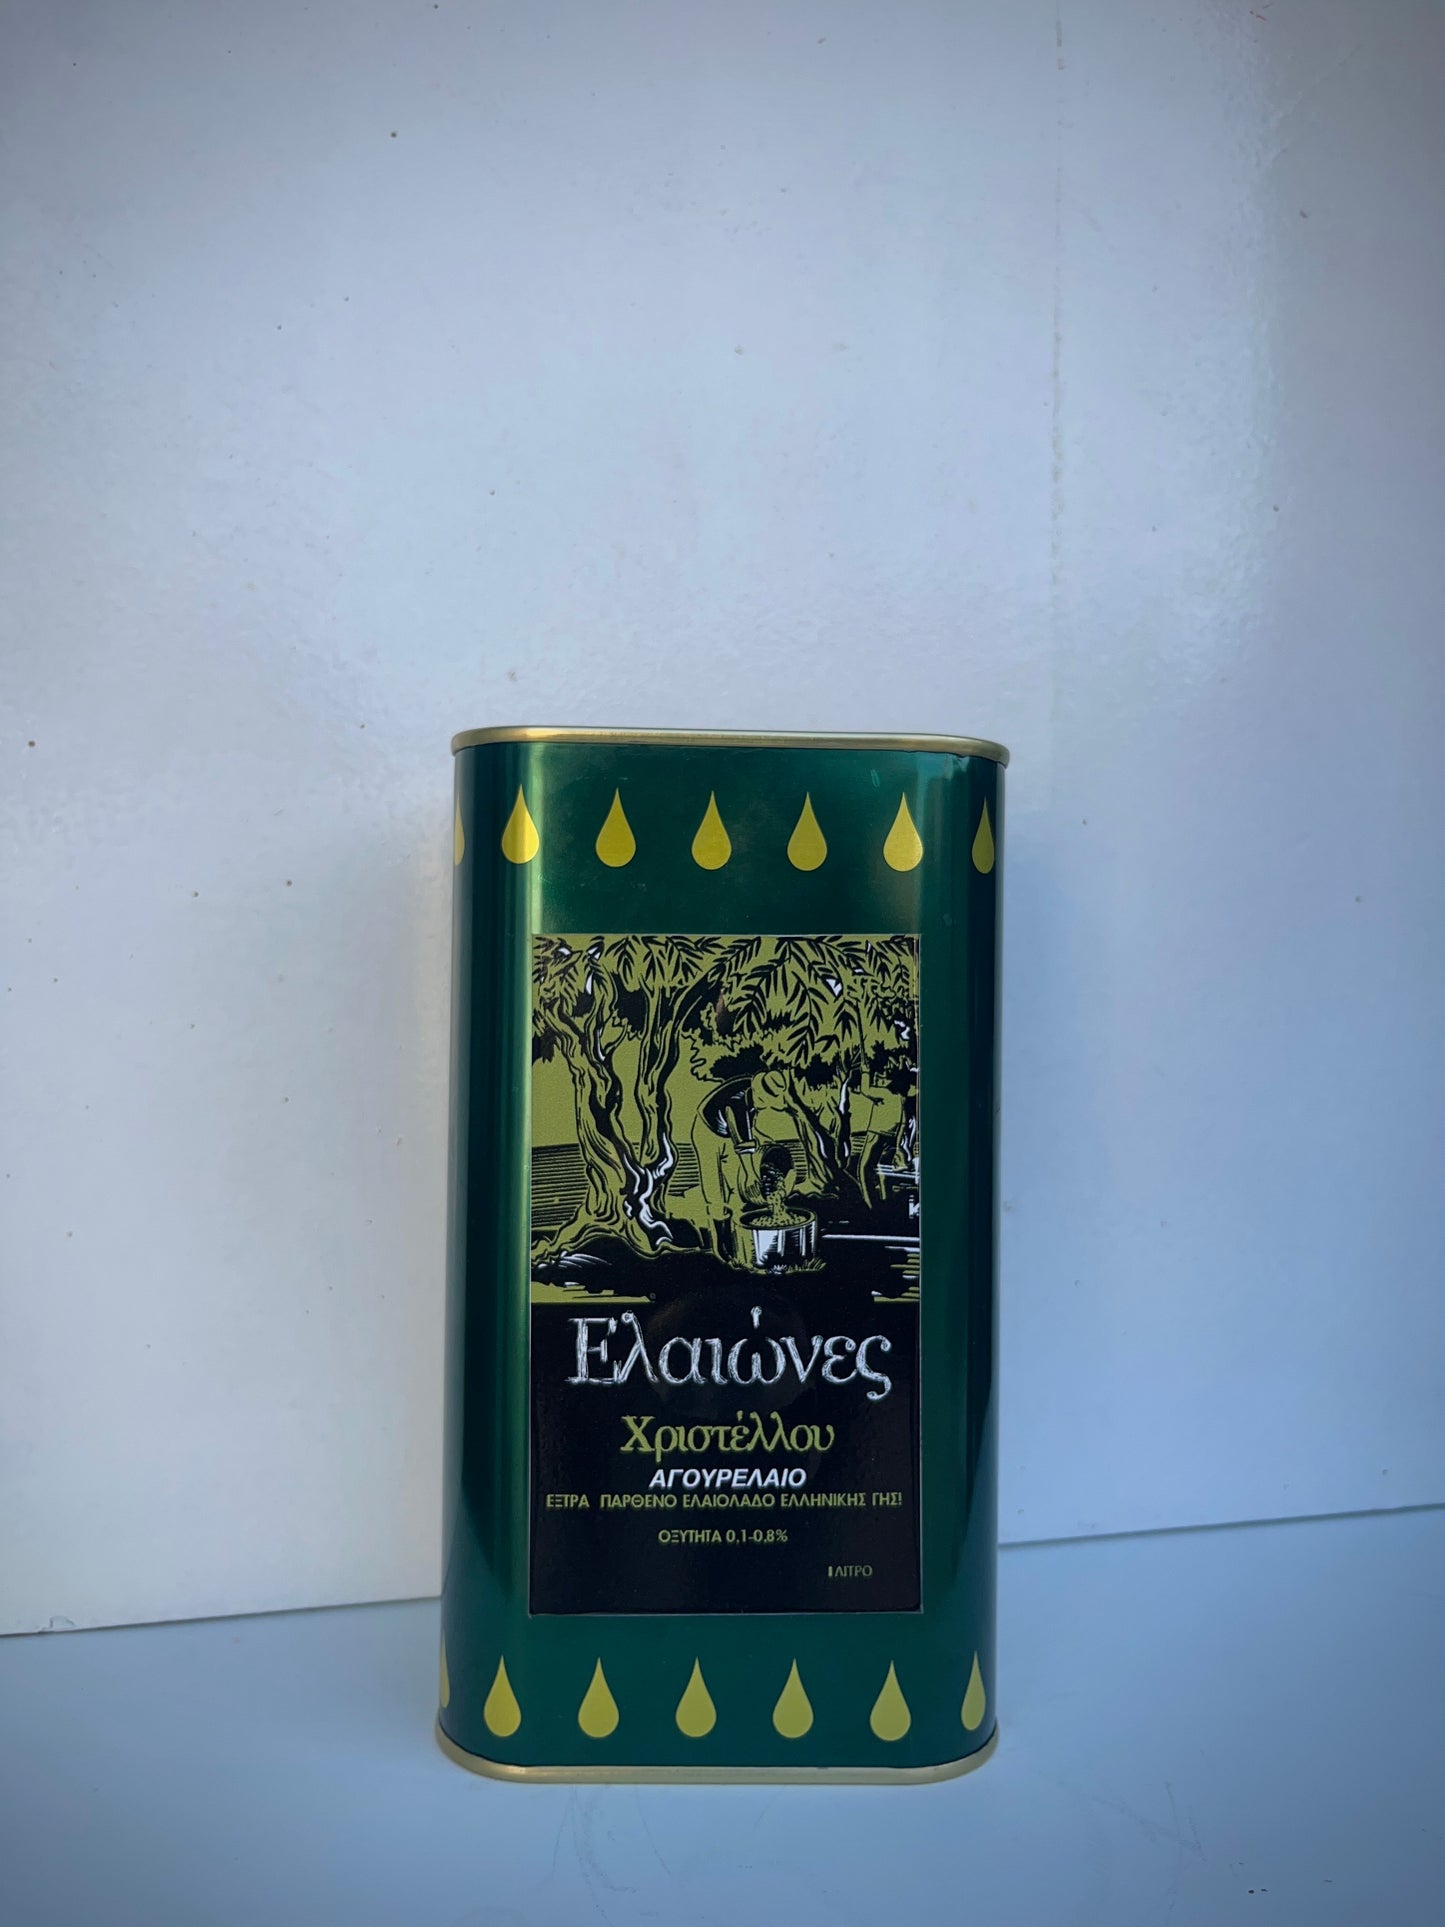 Ελαιώνες
Χριστέλλου
ΑΓΟΥΡΕΛΑΙΟ
ΕΞΤΡΑ ΠΑΡΘΕΝΟ ΕΛΑΙΟΛΑΔΟ ΕΛΛΗΝΙΚΗΣ ΓΗΣ!
ΟΞΥΤΗΤΑ 0,1-0,8%
1 ΛΙΤΡΟ